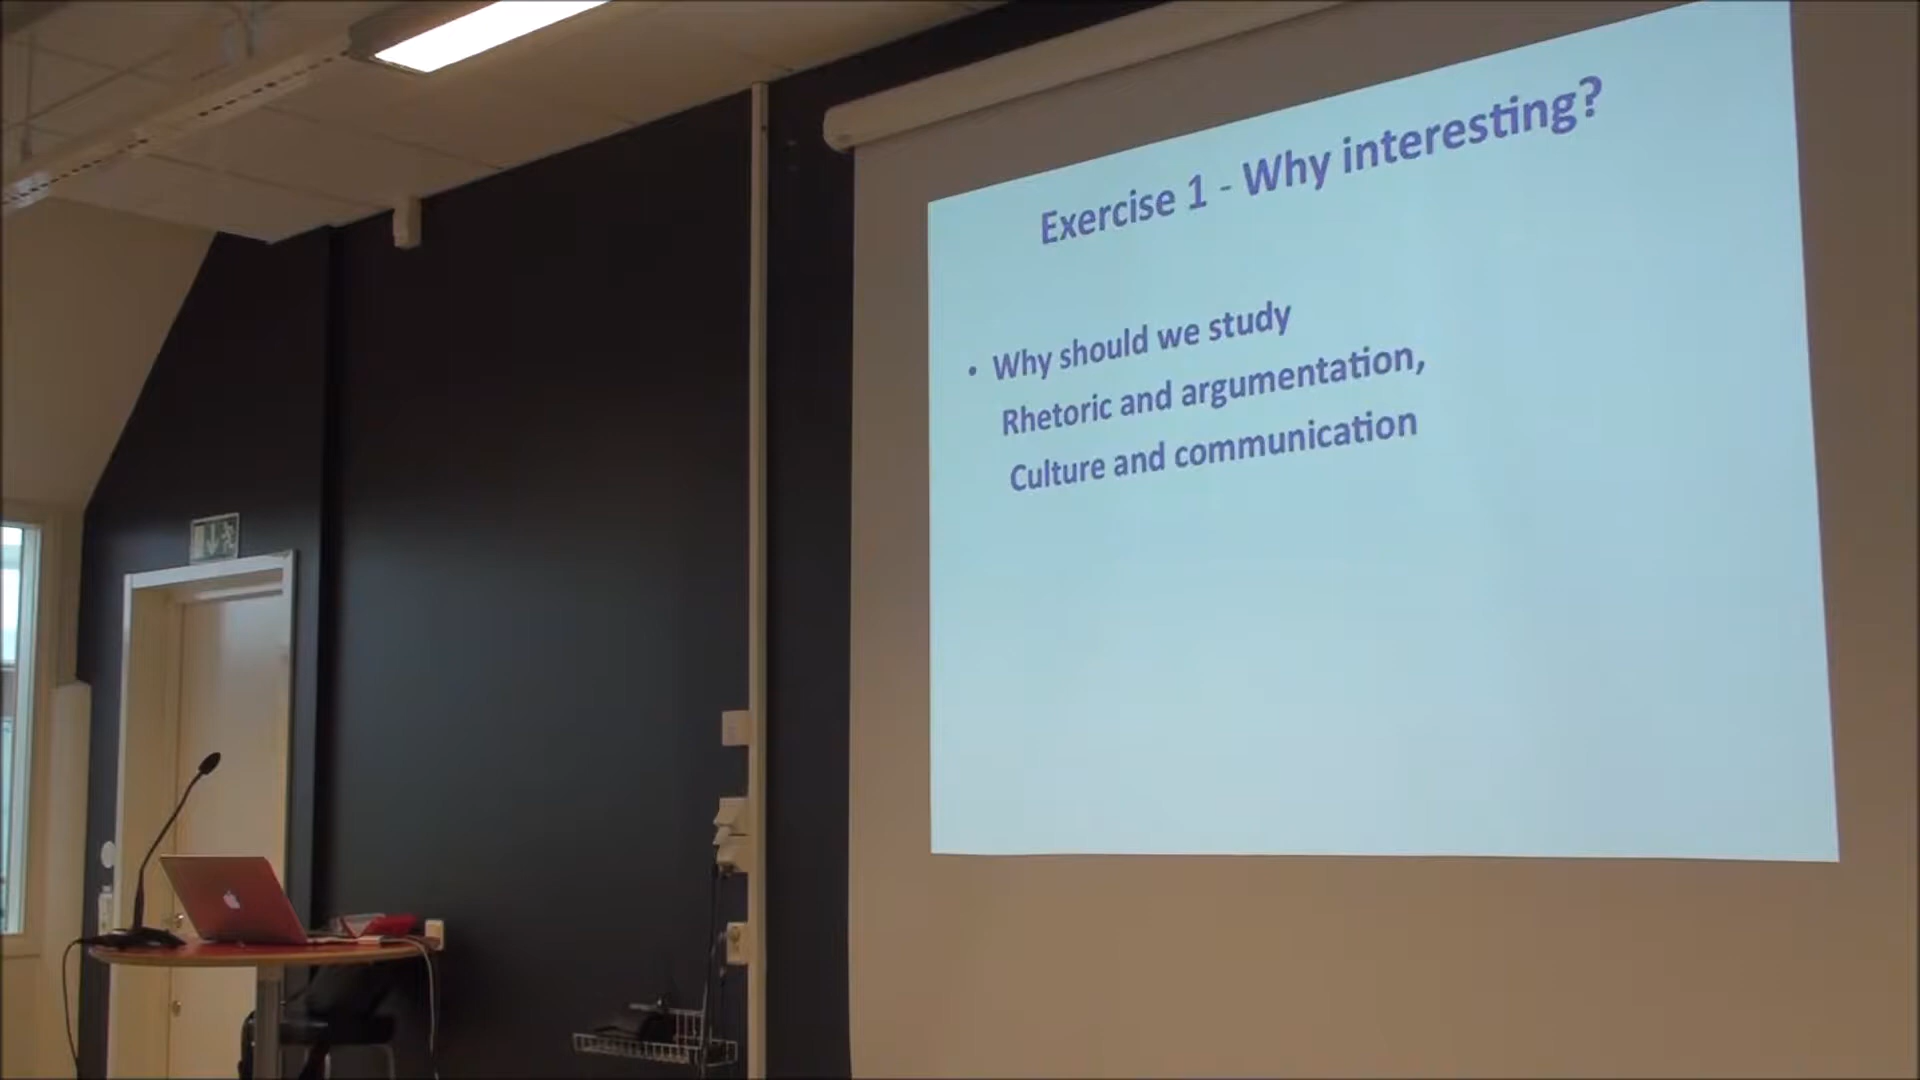 Exercise 1 - Why interesting?
• Why should we study
Rhetoric and argumentation,
Culture and communication